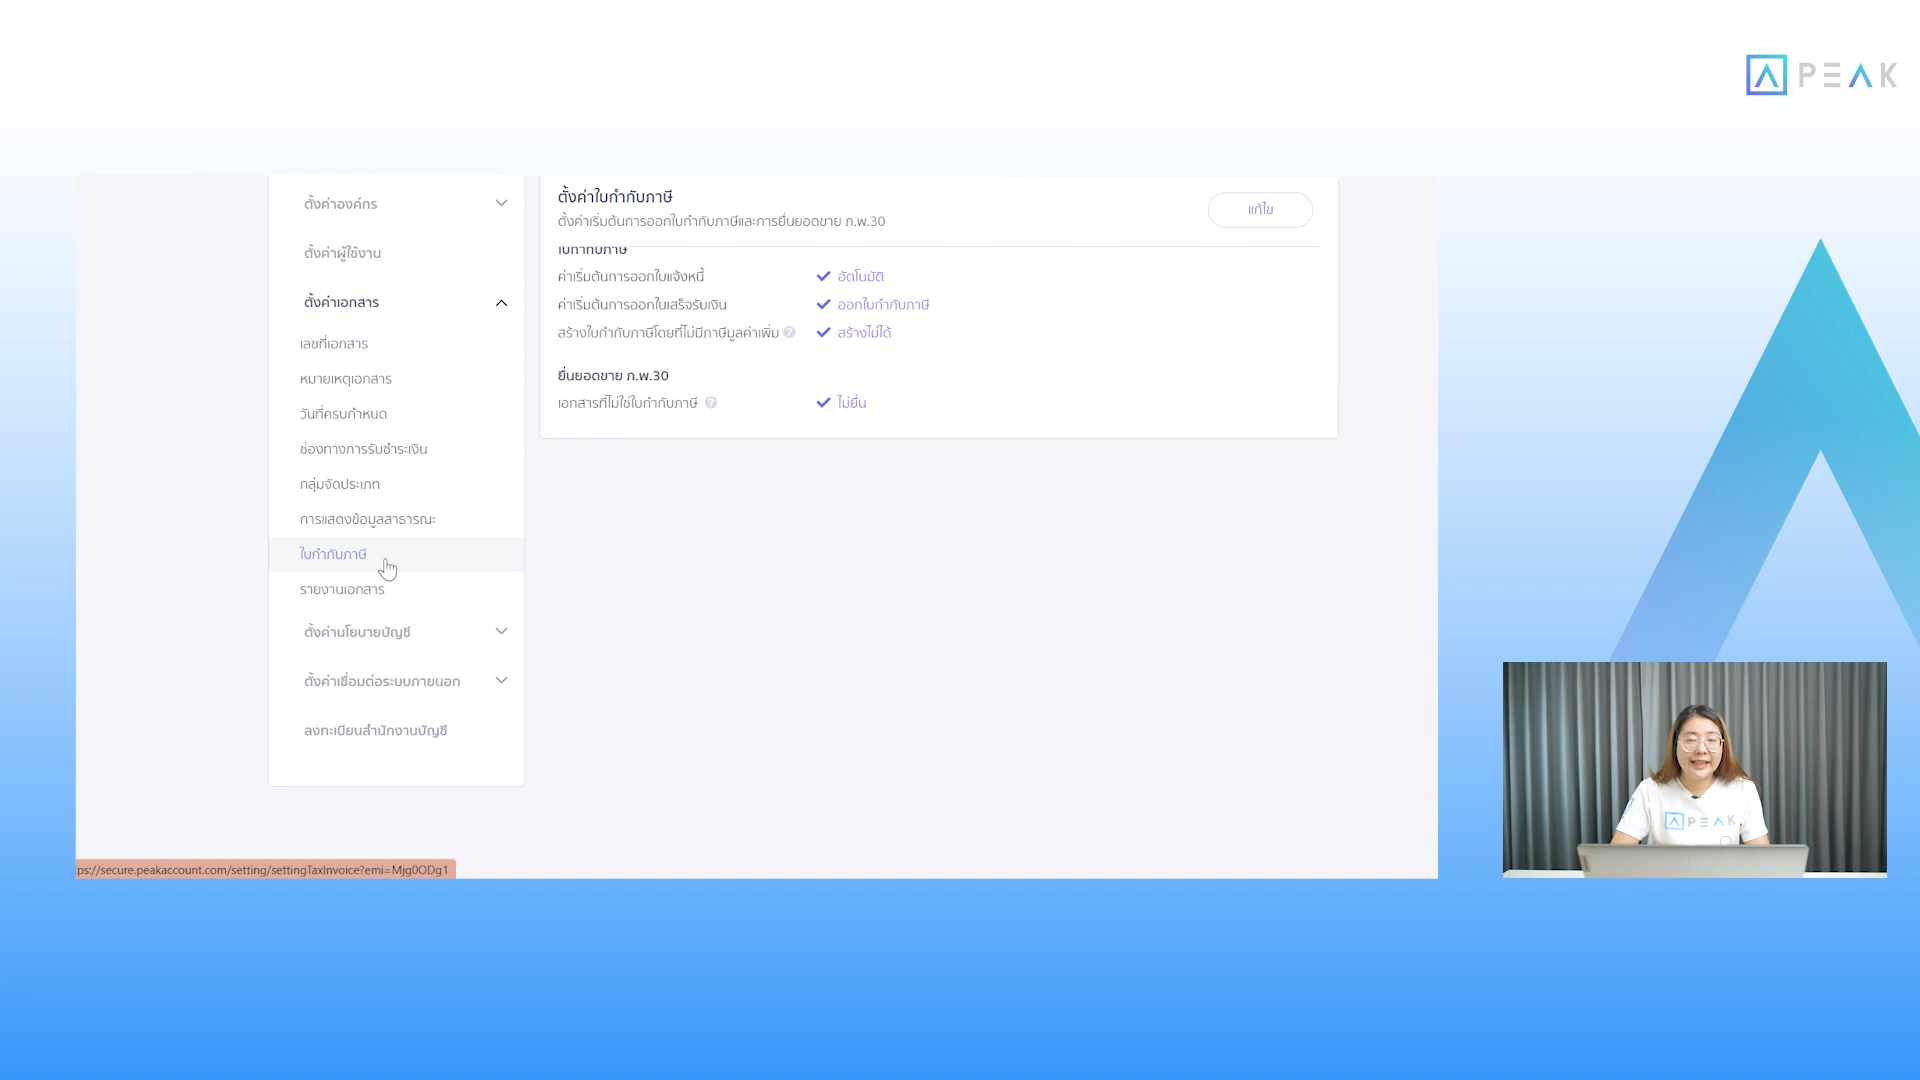 PEAK
ตั้งค่าองค์กร
ตั้งค่าผู้ใช้งาน
ตั้งค่าเอกสาร
เลขที่เอกสาร
หมายเหตุเอกสาร
วันที่ครบกำหนด
ช่องทางการรับชำระเงิน
กลุ่มจัดประเภท
การแสดงข้อมูลสาธารณะ
ใบกำกับภาษี
รายงานเอกสาร
ตั้งค่านโยบายบัญชี
ตั้งค่าเชื่อมต่อระบบภายนอก
ลงทะเบียนสำนักงานบัญชี
ตั้งค่าใบกำกับภาษี
ตั้งค่าเริ่มต้นการออกใบกำกับภาษีและการยื่นยอดขาย ภ.พ.30
แก้ไข
ใบกำกับภาษี
ค่าเริ่มต้นการออกใบแจ้งหนี้ อัตโนมัติ
ค่าเริ่มต้นการออกใบเสร็จรับเงิน ออกใบกำกับภาษี
สร้างใบกำกับภาษีโดยที่ไม่มีภาษีมูลค่าเพิ่ม ? สร้างไม่ได้
ยื่นยอดขาย ภ.พ.30
เอกสารที่ไม่ใช่ใบกำกับภาษี ? ไม่ยื่น
ps://secure.peakaccount.com/setting/settingTaxInvoice?emi=Mjg0ODg1
PEAK